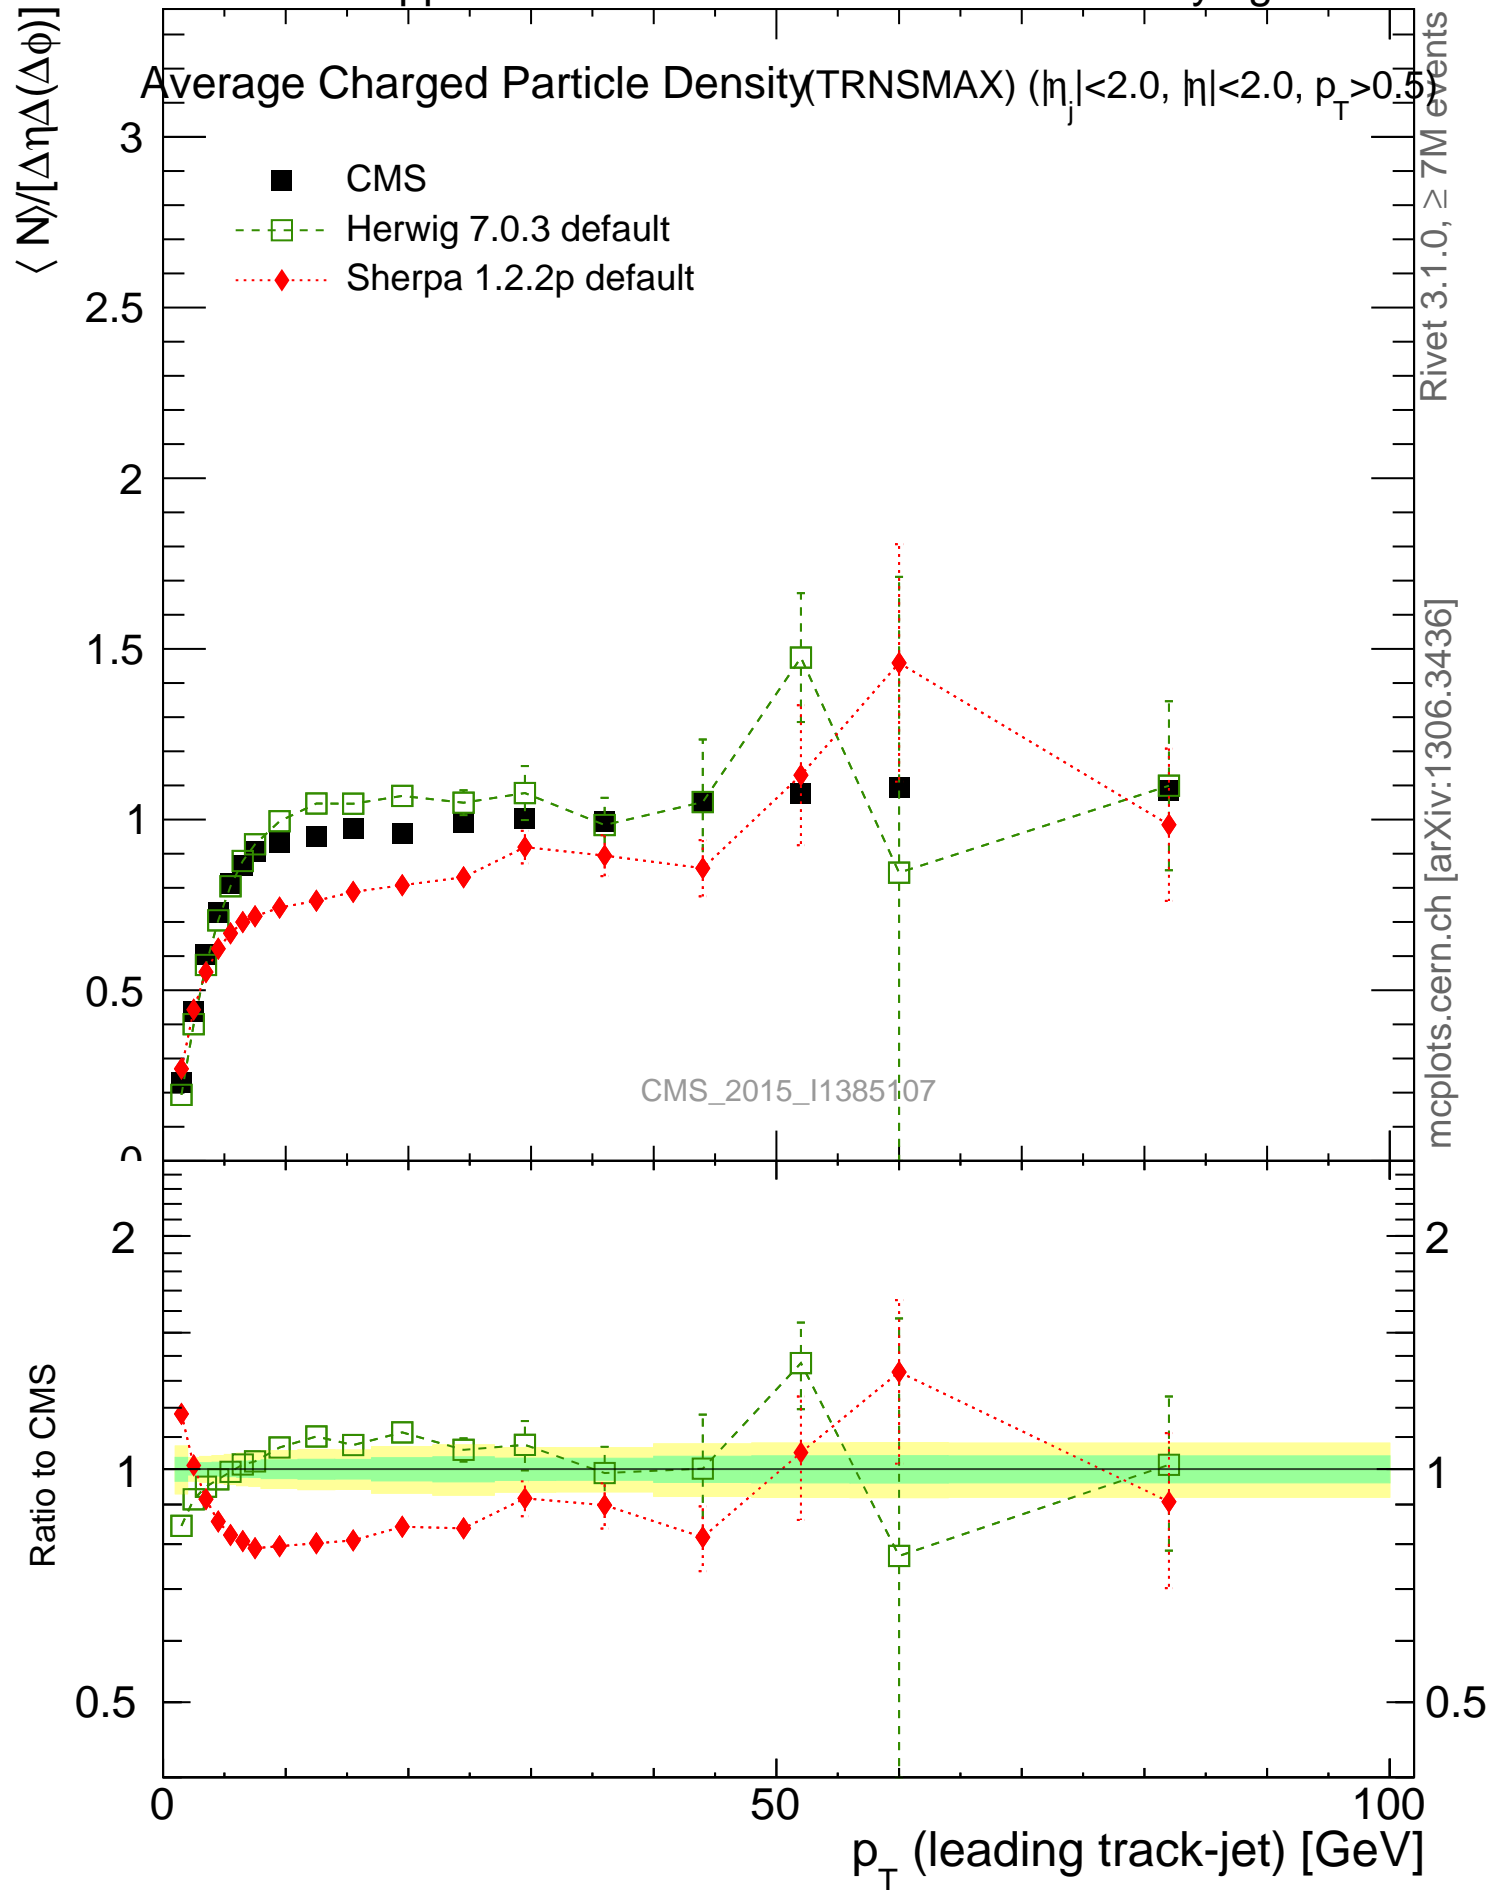 Average Charged Particle Density (TRNSMAX) (|η_j|<2.0, |η|<2.0, p_T>0.5)
⟨ N⟩/[ΔηΔ(Δϕ)]
CMS
Herwig 7.0.3 default
Sherpa 1.2.2p default
3
2.5
2
1.5
1
0.5
0
CMS_2015_I1385107
Rivet 3.1.0, ≥ 7M events
mcplots.cern.ch [arXiv:1306.3436]
Ratio to CMS
2
1
0.5
2
1
0.5
0
50
100
p_T (leading track-jet) [GeV]